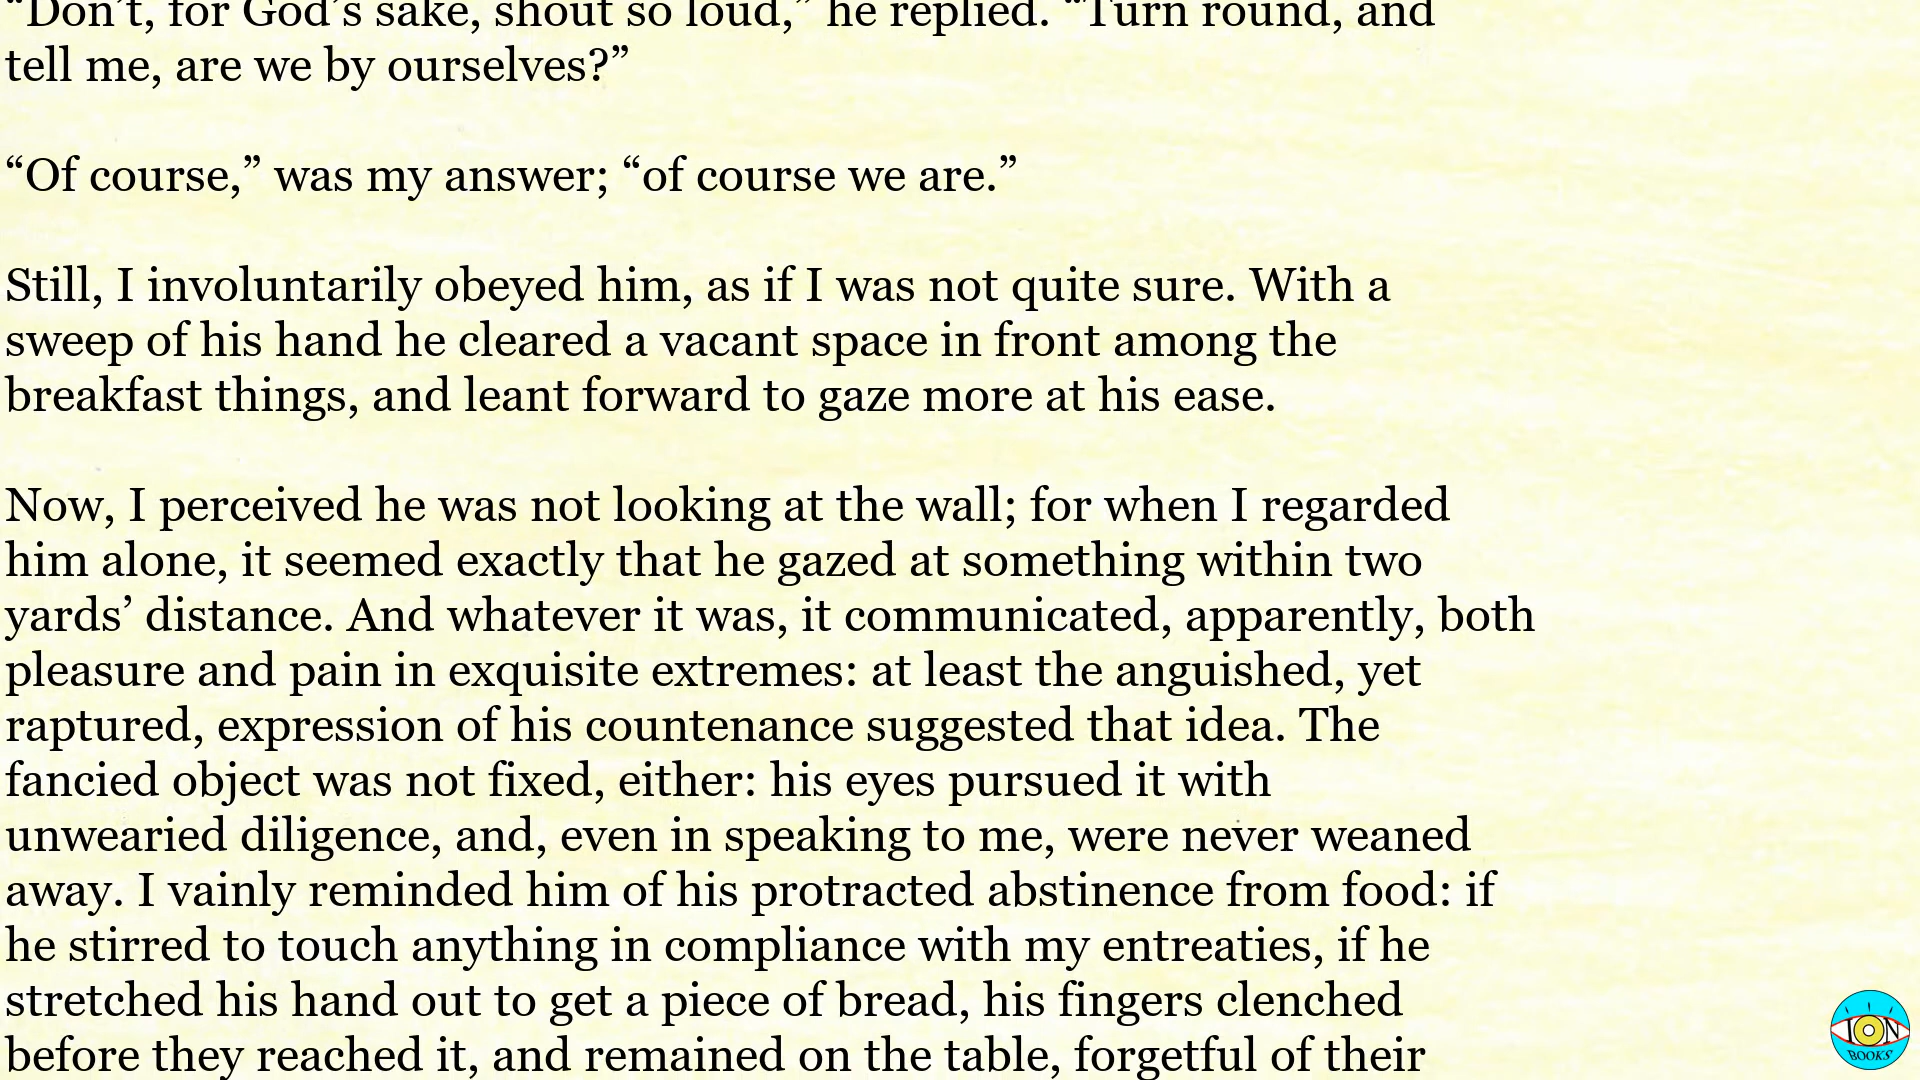 “Don’t, for God’s sake, shout so loud,” he replied. “Turn round, and
tell me, are we by ourselves?”
“Of course,” was my answer; “of course we are.”
Still, I involuntarily obeyed him, as if I was not quite sure. With a
sweep of his hand he cleared a vacant space in front among the
breakfast things, and leant forward to gaze more at his ease.
Now, I perceived he was not looking at the wall; for when I regarded
him alone, it seemed exactly that he gazed at something within two
yards’ distance. And whatever it was, it communicated, apparently, both
pleasure and pain in exquisite extremes: at least the anguished, yet
raptured, expression of his countenance suggested that idea. The
fancied object was not fixed, either: his eyes pursued it with
unwearied diligence, and, even in speaking to me, were never weaned
away. I vainly reminded him of his protracted abstinence from food: if
he stirred to touch anything in compliance with my entreaties, if he
stretched his hand out to get a piece of bread, his fingers clenched
before they reached it, and remained on the table, forgetful of their
ION
BOOKS